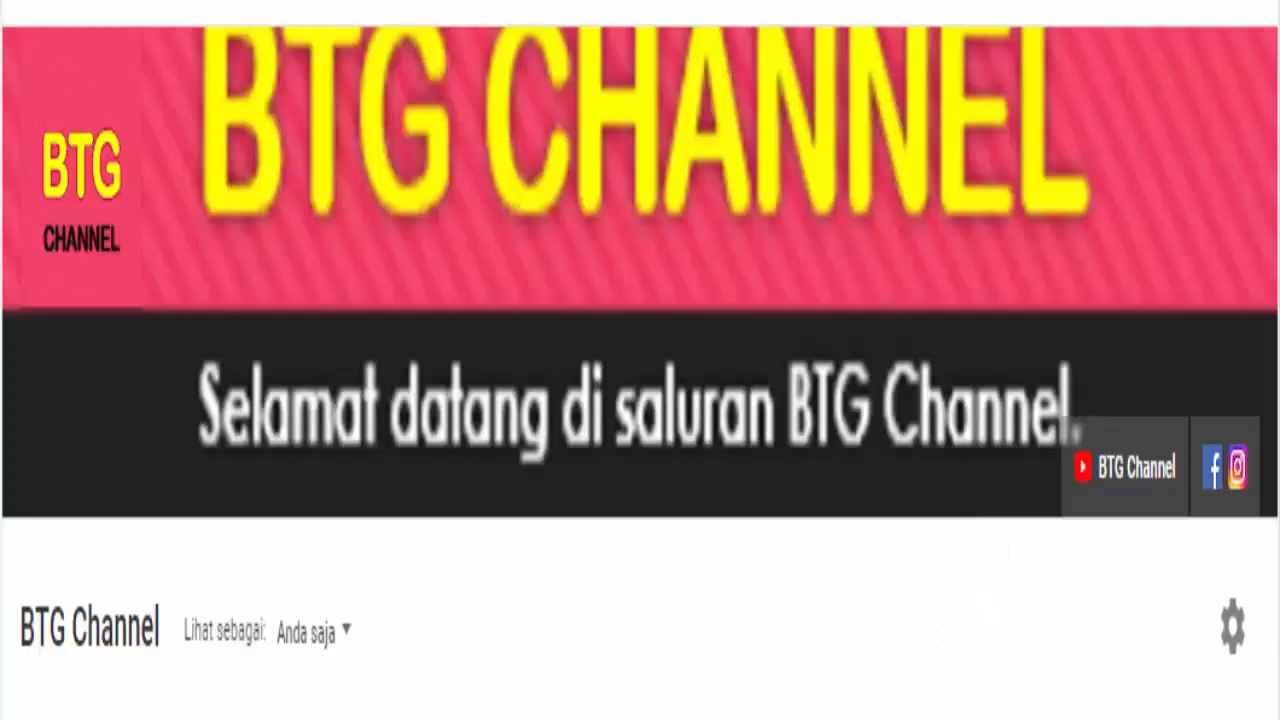 BTG CHANNEL
BTG
CHANNEL
Selamat datang di saluran BTG Channel.
BTG Channel
BTG Channel Lihat sebagai: Anda saja